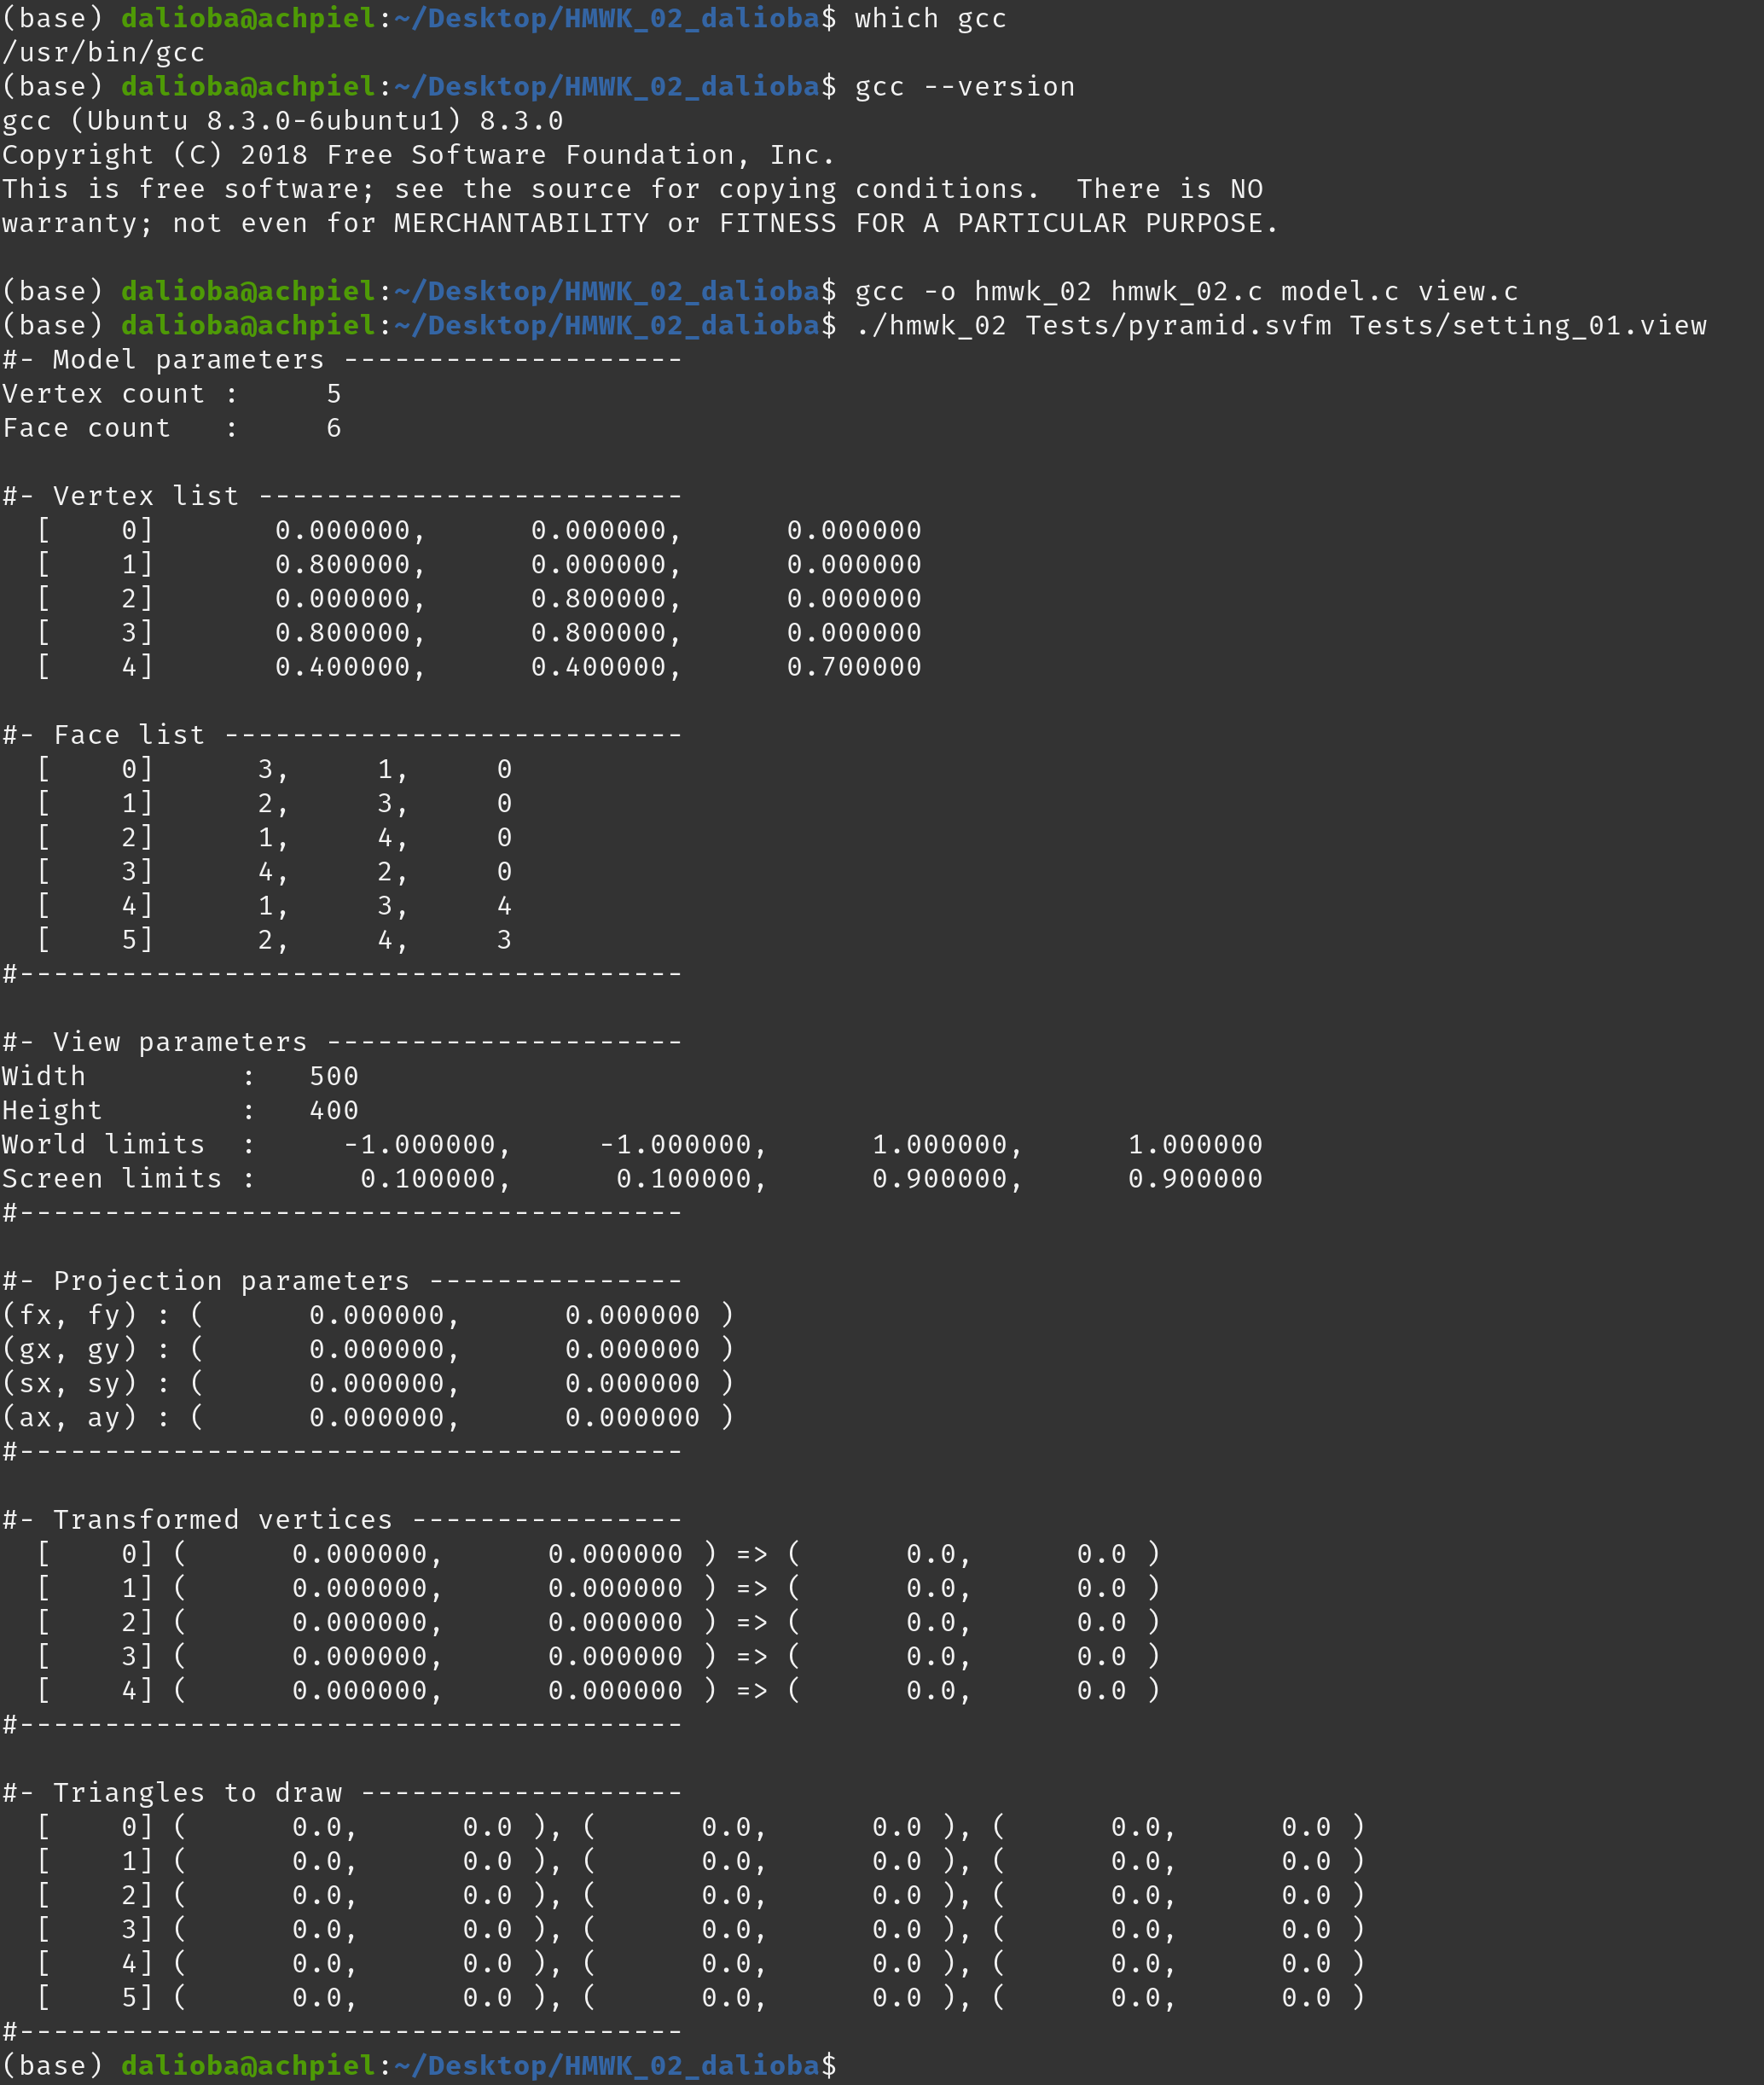 (base) dalioba@achpiel:~/Desktop/HMWK_02_dalioba$ which gcc
/usr/bin/gcc
(base) dalioba@achpiel:~/Desktop/HMWK_02_dalioba$ gcc --version
gcc (Ubuntu 8.3.0-6ubuntu1) 8.3.0
Copyright (C) 2018 Free Software Foundation, Inc.
This is free software; see the source for copying conditions.  There is NO
warranty; not even for MERCHANTABILITY or FITNESS FOR A PARTICULAR PURPOSE.

(base) dalioba@achpiel:~/Desktop/HMWK_02_dalioba$ gcc -o hmwk_02 hmwk_02.c model.c view.c
(base) dalioba@achpiel:~/Desktop/HMWK_02_dalioba$ ./hmwk_02 Tests/pyramid.svfm Tests/setting_01.view
#- Model parameters --------------------
Vertex count :     5
Face count   :     6

#- Vertex list -------------------------
  [    0]       0.000000,      0.000000,      0.000000
  [    1]       0.800000,      0.000000,      0.000000
  [    2]       0.000000,      0.800000,      0.000000
  [    3]       0.800000,      0.800000,      0.000000
  [    4]       0.400000,      0.400000,      0.700000

#- Face list ---------------------------
  [    0]      3,     1,     0
  [    1]      2,     3,     0
  [    2]      1,     4,     0
  [    3]      4,     2,     0
  [    4]      1,     3,     4
  [    5]      2,     4,     3
#---------------------------------------

#- View parameters ---------------------
Width         :   500
Height        :   400
World limits  :     -1.000000,     -1.000000,      1.000000,      1.000000
Screen limits :      0.100000,      0.100000,      0.900000,      0.900000
#---------------------------------------

#- Projection parameters ---------------
(fx, fy) : (      0.000000,      0.000000 )
(gx, gy) : (      0.000000,      0.000000 )
(sx, sy) : (      0.000000,      0.000000 )
(ax, ay) : (      0.000000,      0.000000 )
#---------------------------------------

#- Transformed vertices ----------------
  [    0] (      0.000000,      0.000000 ) => (      0.0,      0.0 )
  [    1] (      0.000000,      0.000000 ) => (      0.0,      0.0 )
  [    2] (      0.000000,      0.000000 ) => (      0.0,      0.0 )
  [    3] (      0.000000,      0.000000 ) => (      0.0,      0.0 )
  [    4] (      0.000000,      0.000000 ) => (      0.0,      0.0 )
#---------------------------------------

#- Triangles to draw -------------------
  [    0] (      0.0,      0.0 ), (      0.0,      0.0 ), (      0.0,      0.0 )
  [    1] (      0.0,      0.0 ), (      0.0,      0.0 ), (      0.0,      0.0 )
  [    2] (      0.0,      0.0 ), (      0.0,      0.0 ), (      0.0,      0.0 )
  [    3] (      0.0,      0.0 ), (      0.0,      0.0 ), (      0.0,      0.0 )
  [    4] (      0.0,      0.0 ), (      0.0,      0.0 ), (      0.0,      0.0 )
  [    5] (      0.0,      0.0 ), (      0.0,      0.0 ), (      0.0,      0.0 )
#---------------------------------------
(base) dalioba@achpiel:~/Desktop/HMWK_02_dalioba$